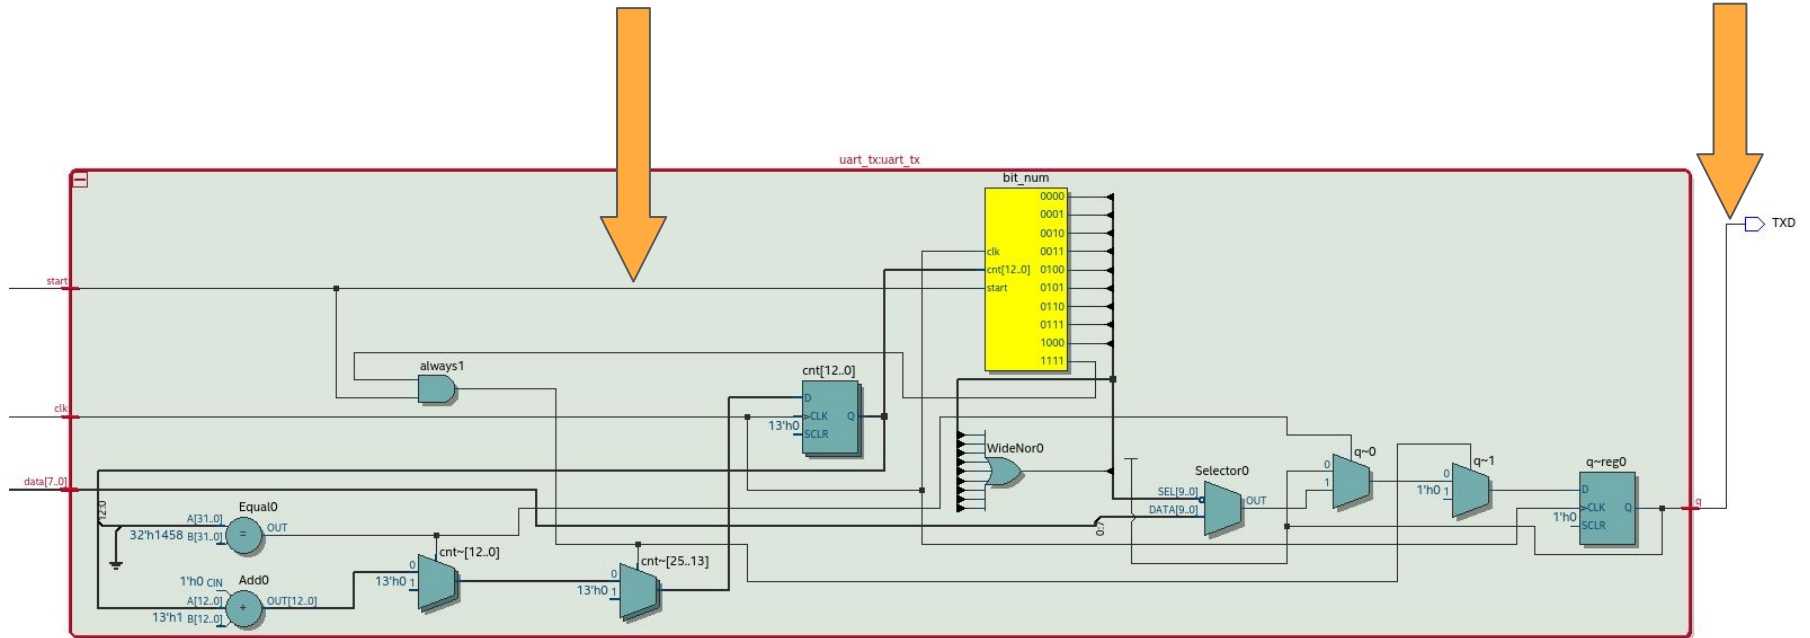 uart_tx:uart_tx
bit_num
0000
0001
0010
clk 0011
cnt[12..0] 0100
start 0101
0110
0111
1000
1111
TXD
start
always1
cnt[12..0]
clk
D
>CLK Q
13'h0 SCLR
data[7..0]
12:0
Equal0
A[31..0]
32'h1458 B[31..0]
= OUT
cnt~[12..0]
0
13'h0 1
cnt~[25..13]
0
13'h0 1
1'h0 CIN
Add0
A[12..0] + OUT[12..0]
13'h1 B[12..0]
WideNor0
Selector0
SEL[9..0]
DATA[9..0]
OUT
0:7
q~0
0
1
q~1
0
1'h0 1
q~reg0
D
>CLK Q
1'h0 SCLR
q